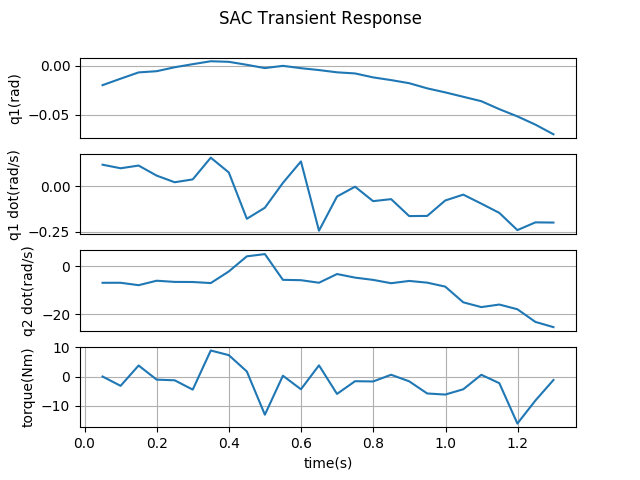 SAC Transient Response
q1(rad)
0.00
−0.05
q1 dot(rad/s)
0.00
−0.25
q2 dot(rad/s)
0
−20
torque(Nm)
10
0
−10
0.0 0.2 0.4 0.6 0.8 1.0 1.2
time(s)